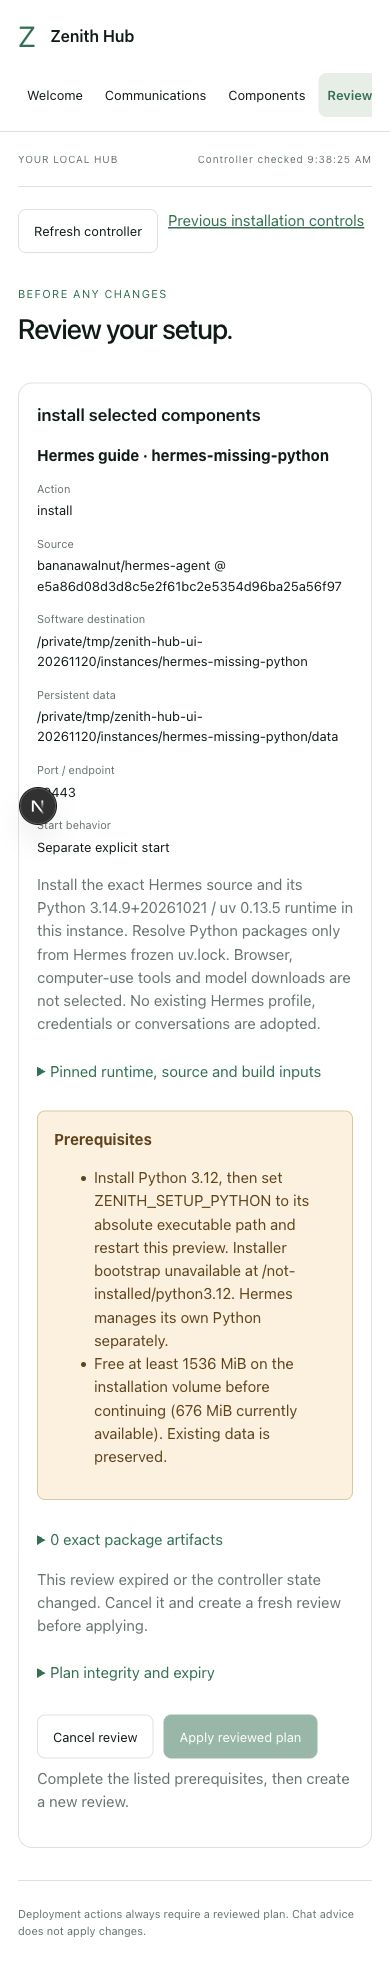 Z Zenith Hub
Welcome Communications Components Review
YOUR LOCAL HUB Controller checked 9:38:25 AM
Refresh controller Previous installation controls
BEFORE ANY CHANGES
Review your setup.
install selected components
Hermes guide · hermes-missing-python
Action
install
Source
bananawalnut/hermes-agent @
e5a86d08d3d8c5e2f61bc2e5354d96ba25a56f97
Software destination
/private/tmp/zenith-hub-ui-
20261120/instances/hermes-missing-python
Persistent data
/private/tmp/zenith-hub-ui-
20261120/instances/hermes-missing-python/data
Port / endpoint
443
N
Start behavior
Separate explicit start
Install the exact Hermes source and its
Python 3.14.9+20261021 / uv 0.13.5 runtime in
this instance. Resolve Python packages only
from Hermes frozen uv.lock. Browser,
computer-use tools and model downloads are
not selected. No existing Hermes profile,
credentials or conversations are adopted.
▶ Pinned runtime, source and build inputs
Prerequisites
• Install Python 3.12, then set
ZENITH_SETUP_PYTHON to its
absolute executable path and
restart this preview. Installer
bootstrap unavailable at /not-
installed/python3.12. Hermes
manages its own Python
separately.
• Free at least 1536 MiB on the
installation volume before
continuing (676 MiB currently
available). Existing data is
preserved.
▶ 0 exact package artifacts
This review expired or the controller state
changed. Cancel it and create a fresh review
before applying.
▶ Plan integrity and expiry
Cancel review Apply reviewed plan
Complete the listed prerequisites, then create
a new review.
Deployment actions always require a reviewed plan. Chat advice
does not apply changes.